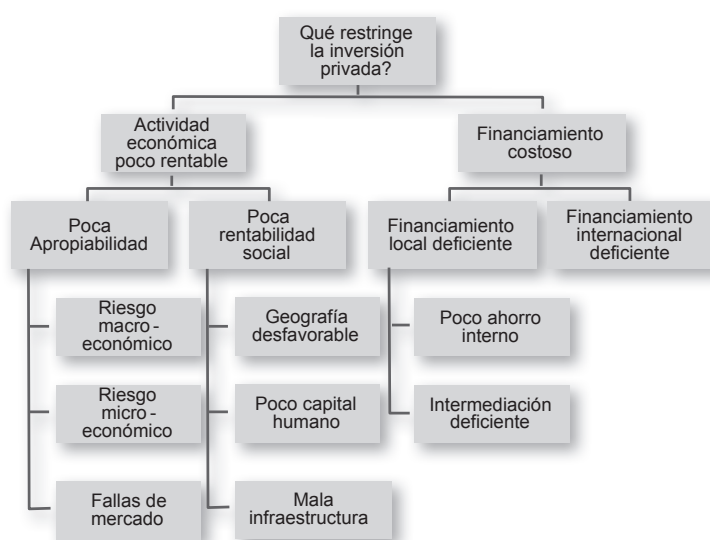 Qué restringe
la inversión
privada?
Actividad
económica
poco rentable
Financiamiento
costoso
Poca
Apropiabilidad
Poca
rentabilidad
social
Financiamiento
local deficiente
Financiamiento
internacional
deficiente
Riesgo
macro-
económico
Geografía
desfavorable
Poco ahorro
interno
Riesgo
micro-
económico
Poco capital
humano
Intermediación
deficiente
Fallas de
mercado
Mala
infraestructura